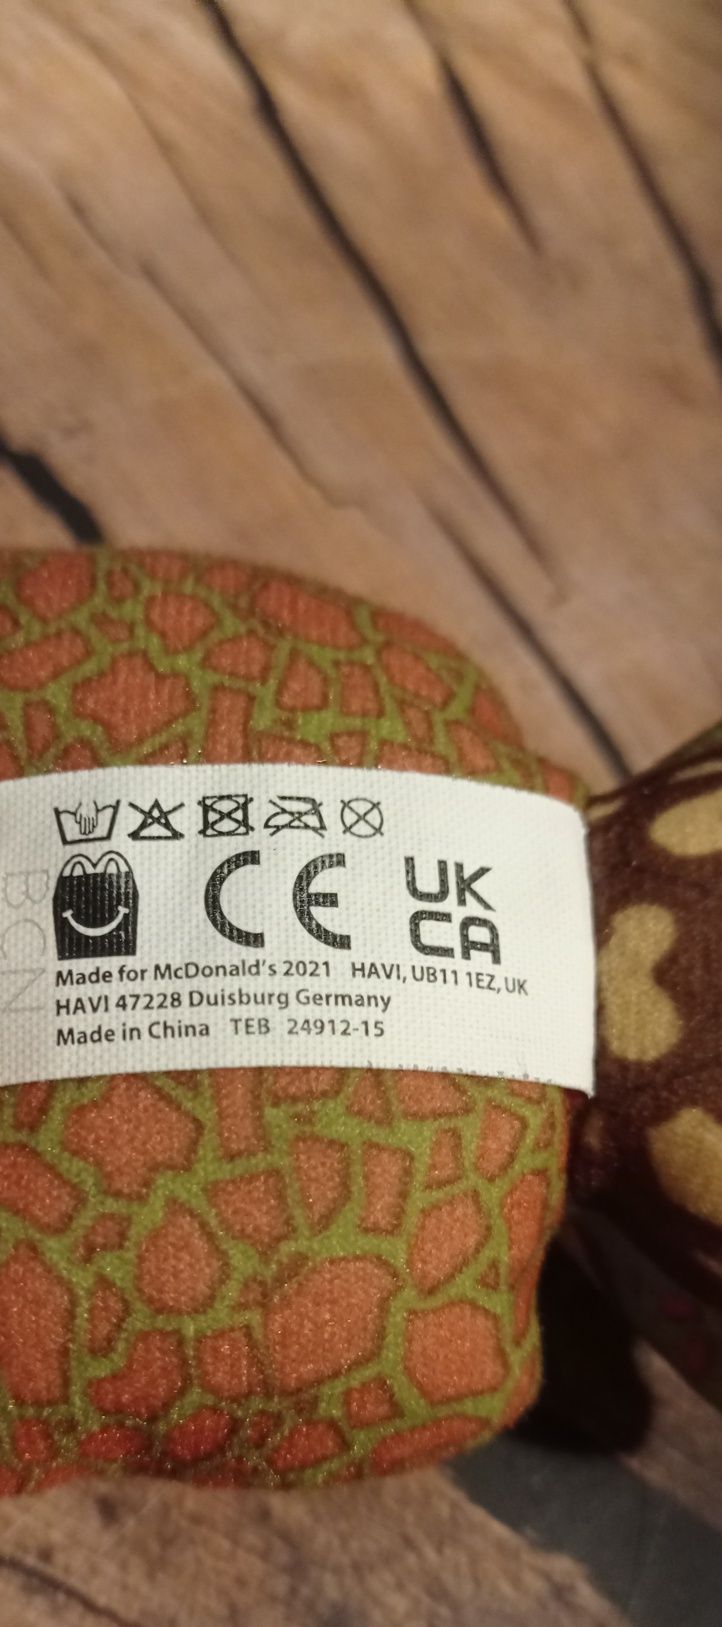 CE
UK
CA
Made for McDonald's 2021 HAVI, UB11 1EZ, UK
HAVI 47228 Duisburg Germany
Made in China TEB 24912-15